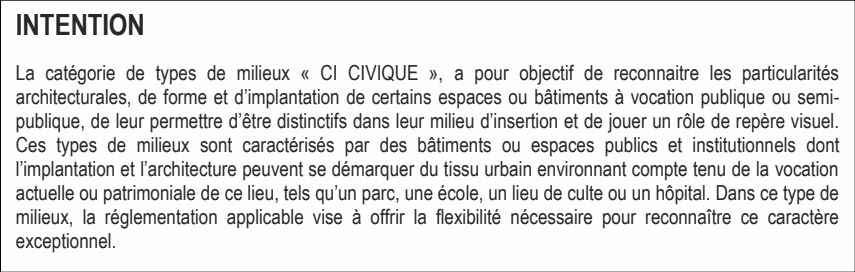 INTENTION
La catégorie de types de milieux « CI CIVIQUE », a pour objectif de reconnaitre les particularités
architecturales, de forme et d’implantation de certains espaces ou bâtiments à vocation publique ou semi-
publique, de leur permettre d’être distinctifs dans leur milieu d’insertion et de jouer un rôle de repère visuel.
Ces types de milieux sont caractérisés par des bâtiments ou espaces publics et institutionnels dont
l’implantation et l’architecture peuvent se démarquer du tissu urbain environnant compte tenu de la vocation
actuelle ou patrimoniale de ce lieu, tels qu’un parc, une école, un lieu de culte ou un hôpital. Dans ce type de
milieux, la réglementation applicable vise à offrir la flexibilité nécessaire pour reconnaître ce caractère
exceptionnel.